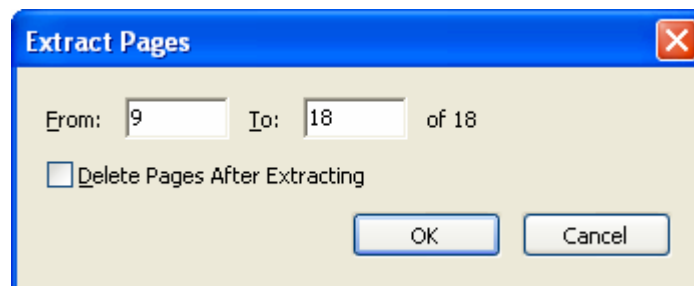 Extract Pages
From: 9 To: 18 of 18
Delete Pages After Extracting
OK Cancel